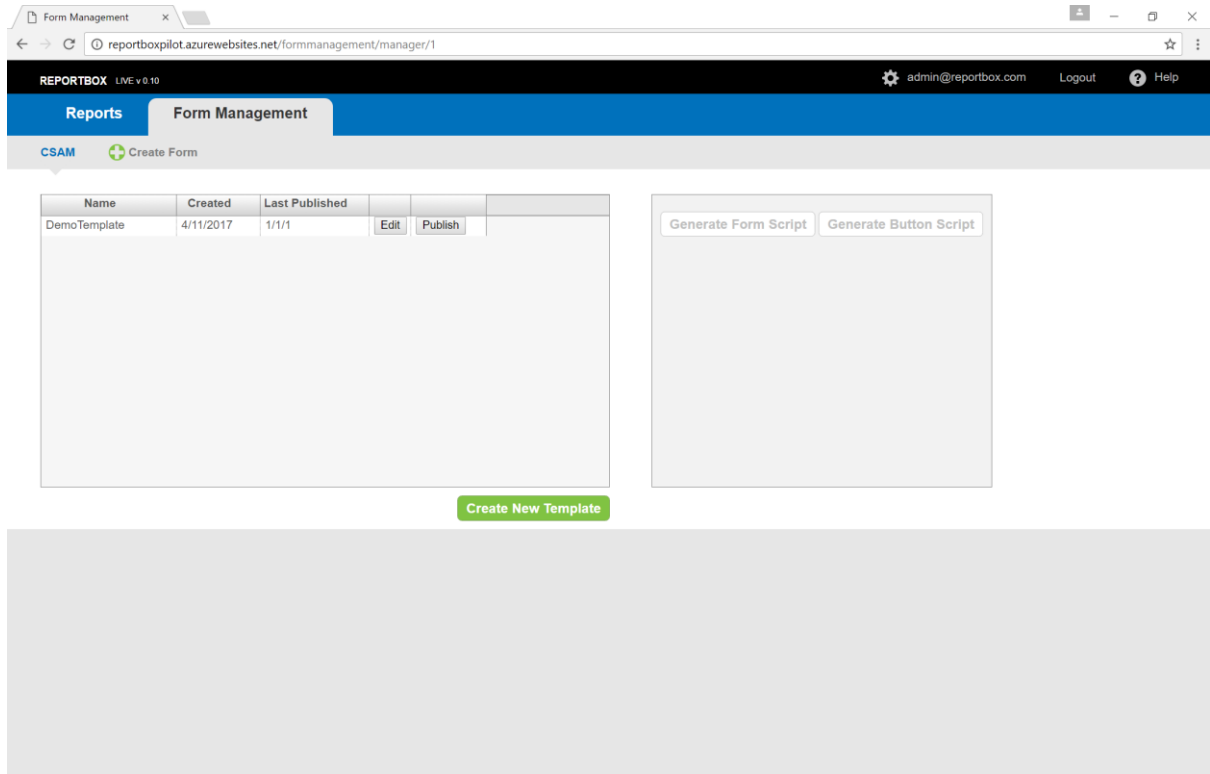 Form Management
reportboxpilot.azurewebsites.net/formmanagement/manager/1
REPORTBOX LIVE v 0.10 admin@reportbox.com Logout Help
Reports Form Management
CSAM Create Form
Name Created Last Published
DemoTemplate 4/11/2017 1/1/1 Edit Publish
Generate Form Script Generate Button Script
Create New Template